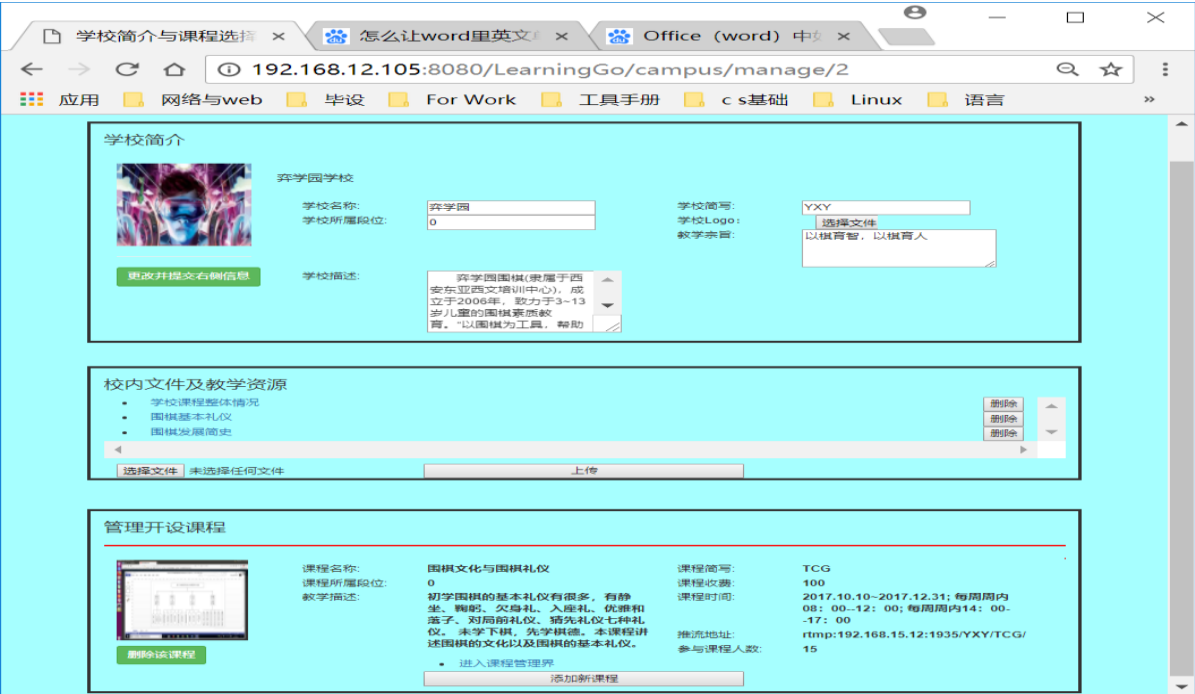 学校简介与课程选择
怎么让word里英文
Office（word）中
192.168.12.105:8080/LearningGo/campus/manage/2
应用 网络与web 毕设 For Work 工具手册 c s基础 Linux 语言 »
学校简介
弈学园学校
学校名称: 弈学园 学校简写: YXY
学校所属段位: 0 学校Logo: 选择文件
教学宗旨: 以棋育智，以棋育人
更改并提交右侧信息
学校描述: 弈学园围棋(隶属于西
安东亚西文培训中心)，成
立于2006年，致力于3~13
岁儿童的围棋素质教
育。"以围棋为工具，帮助
校内文件及教学资源
• 学校课程整体情况 删除
• 围棋基本礼仪 删除
• 围棋发展简史 删除
选择文件 未选择任何文件 上传
管理开设课程
课程名称: 围棋文化与围棋礼仪 课程简写: TCG
课程所属段位: 0 课程收费: 100
教学描述: 初学围棋的基本礼仪有很多，有静
坐、鞠躬、欠身礼、入座礼、优雅和
落子、对局前礼仪、猜先礼仪七种礼
仪。 未学下棋，先学棋德。本课程讲
述围棋的文化以及围棋的基本礼仪。
课程时间: 2017.10.10~2017.12.31; 每周周内
08：00--12：00; 每周周内14：00-
-17：00
推流地址: rtmp:192.168.15.12:1935/YXY/TCG/
参与课程人数: 15
删除该课程
• 进入课程管理界
添加新课程